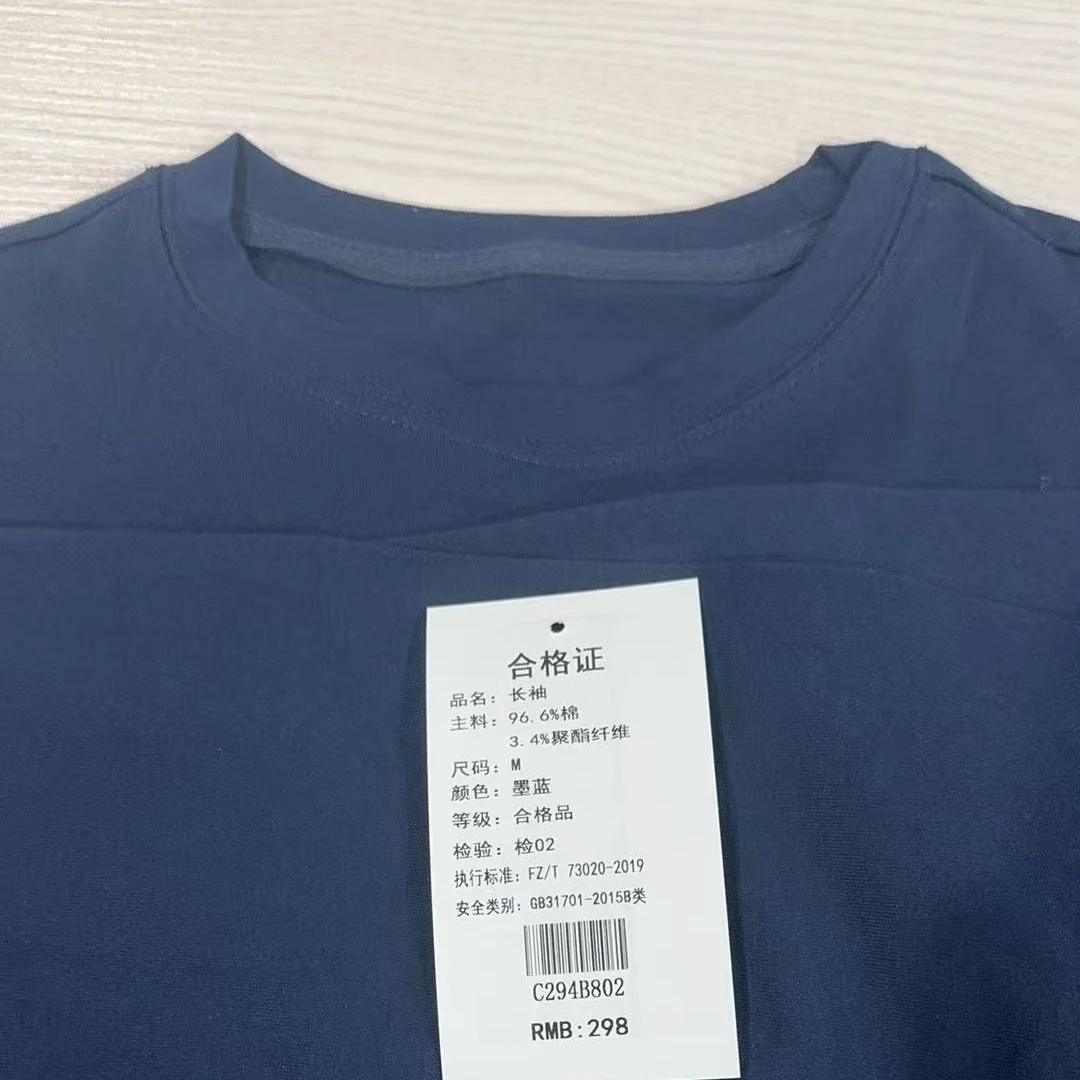 合格证
品名：长袖
主料：96.6%棉
3.4%聚酯纤维
尺码：M
颜色：墨蓝
等级：合格品
检验：检02
执行标准：FZ/T 73020-2019
安全类别：GB31701-2015B类
C294B802
RMB:298